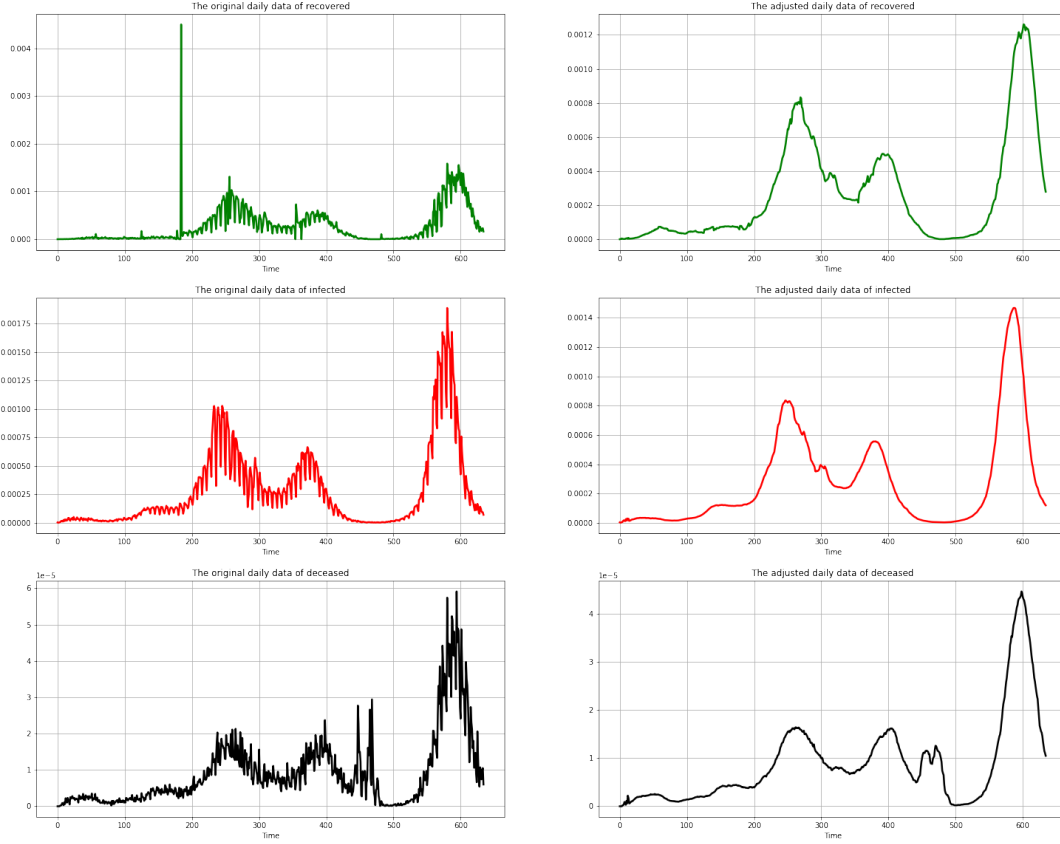 The original daily data of recovered
0.004
0.003
0.002
0.001
0.000
0 100 200 300 400 500 600
Time
The adjusted daily data of recovered
0.0012
0.0010
0.0008
0.0006
0.0004
0.0002
0.0000
0 100 200 300 400 500 600
Time
The original daily data of infected
0.00175
0.00150
0.00125
0.00100
0.00075
0.00050
0.00025
0.00000
0 100 200 300 400 500 600
Time
The adjusted daily data of infected
0.0014
0.0012
0.0010
0.0008
0.0006
0.0004
0.0002
0.0000
0 100 200 300 400 500 600
Time
The original daily data of deceased
1e−5
6
5
4
3
2
1
0
0 100 200 300 400 500 600
Time
The adjusted daily data of deceased
1e−5
4
3
2
1
0
0 100 200 300 400 500 600
Time